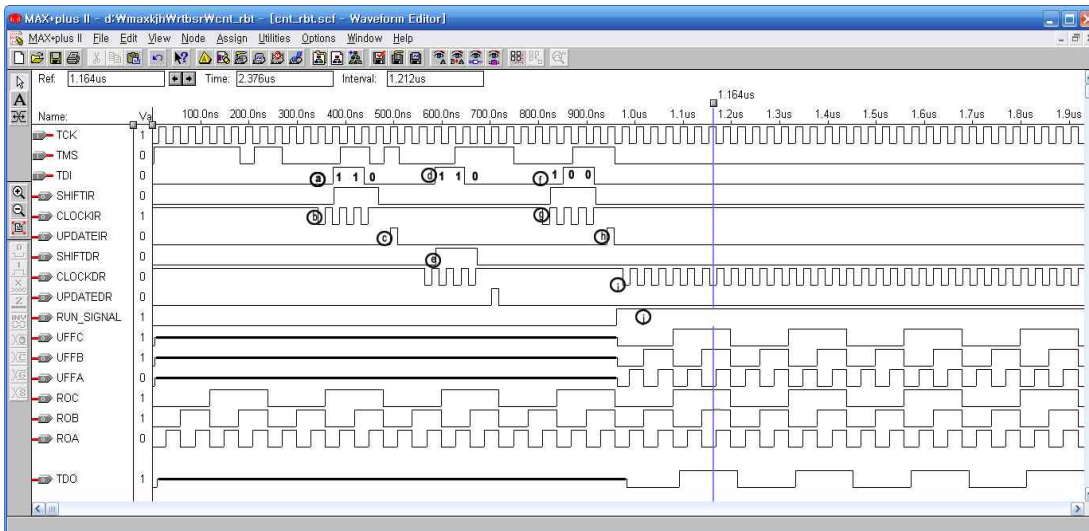 MAX+plus II - d:₩maxkjh₩rtbsr₩cnt_rbt - [cnt_rbt.scf - Waveform Editor]
MAX+plus II File Edit View Node Assign Utilities Options Window Help
Ref: 1.164us Time: 2.376us Interval: 1.212us
1.164us
Name: Va 100.0ns 200.0ns 300.0ns 400.0ns 500.0ns 600.0ns 700.0ns 800.0ns 900.0ns 1.0us 1.1us 1.2us 1.3us 1.4us 1.5us 1.6us 1.7us 1.8us 1.9us
TCK 1
TMS 0
TDI 0 a 1 1 0 d 1 1 0 f 1 0 0
SHIFTIR 0
CLOCKIR 1 b g
UPDATEIR 0 c h
SHIFTDR 0 e
CLOCKDR 0 i
UPDATEDR 0
RUN_SIGNAL 1 j
UFFC 1
UFFB 1
UFFA 0
ROC 1
ROB 1
ROA 0
TDO 1